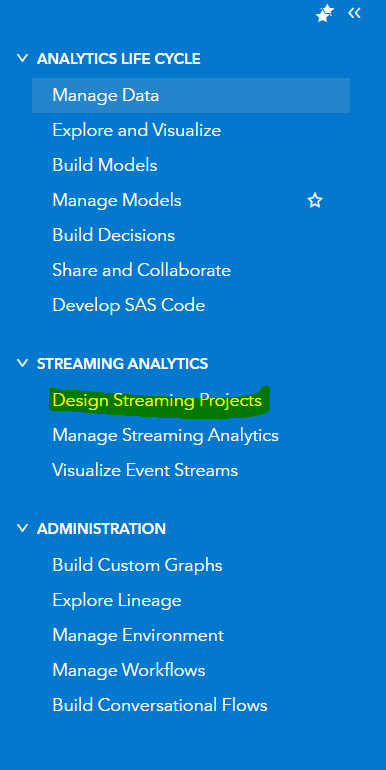 ANALYTICS LIFE CYCLE
Manage Data
Explore and Visualize
Build Models
Manage Models
Build Decisions
Share and Collaborate
Develop SAS Code
STREAMING ANALYTICS
Design Streaming Projects
Manage Streaming Analytics
Visualize Event Streams
ADMINISTRATION
Build Custom Graphs
Explore Lineage
Manage Environment
Manage Workflows
Build Conversational Flows